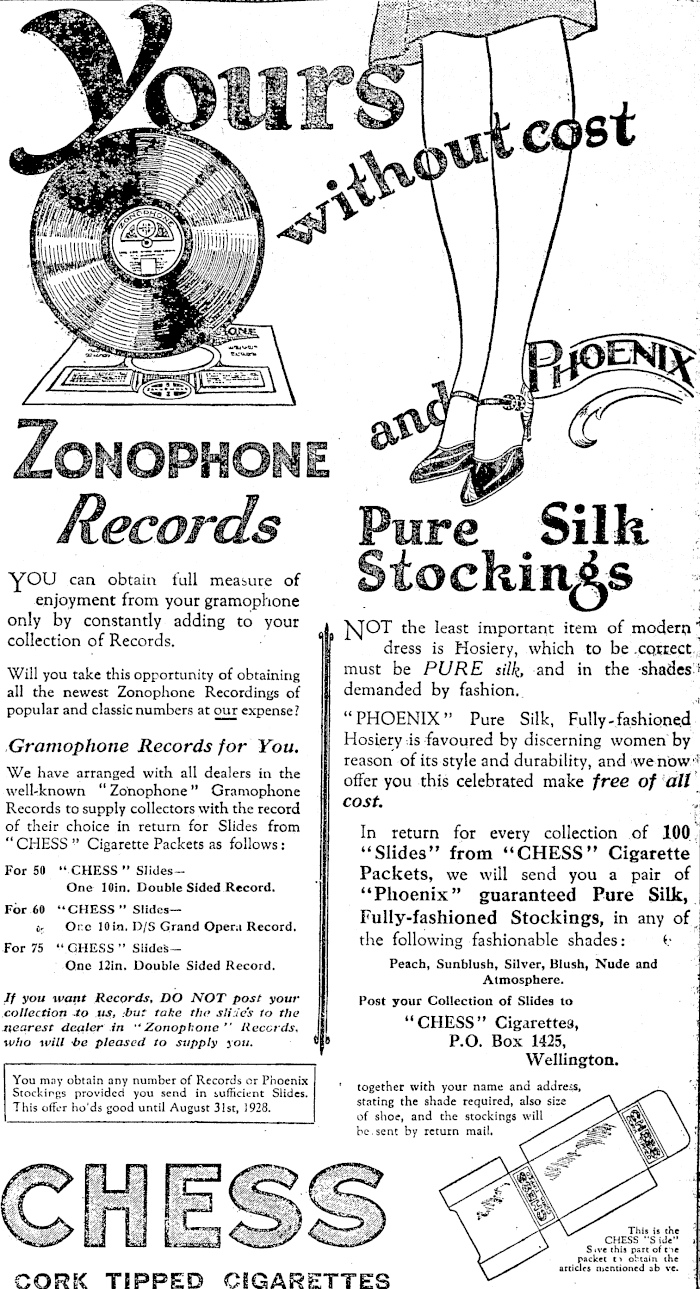 Yours
without cost
ZONOPHONE
and
PHOENIX
ZONOPHONE
Records
YOU can obtain full measure of
enjoyment from your gramophone
only by constantly adding to your
collection of Records.
Will you take this opportunity of obtaining
all the newest Zonophone Recordings of
popular and classic numbers at our expense?
Gramophone Records for You.
We have arranged with all dealers in the
well-known "Zonophone" Gramophone
Records to supply collectors with the record
of their choice in return for Slides from
"CHESS" Cigarette Packets as follows:
For 50 "CHESS" Slides—
One 10in. Double Sided Record.
For 60 "CHESS" Slides—
One 10in. D/S Grand Opera Record.
For 75 "CHESS" Slides—
One 12in. Double Sided Record.
If you want Records, DO NOT post your
collection to us, but take the slides to the
nearest dealer in "Zonophone" Records,
who will be pleased to supply you.
You may obtain any number of Records or Phoenix
Stockings provided you send in sufficient Slides.
This offer holds good until August 31st, 1928.
Pure Silk
Stockings
NOT the least important item of modern
dress is Hosiery, which to be correct
must be PURE silk, and in the shades
demanded by fashion.
"PHOENIX" Pure Silk, Fully-fashioned
Hosiery is favoured by discerning women by
reason of its style and durability, and we now
offer you this celebrated make free of all
cost.
In return for every collection of 100
"Slides" from "CHESS" Cigarette
Packets, we will send you a pair of
"Phoenix" guaranteed Pure Silk,
Fully-fashioned Stockings, in any of
the following fashionable shades:
Peach, Sunblush, Silver, Blush, Nude and
Atmosphere.
Post your Collection of Slides to
"CHESS" Cigarettes,
P.O. Box 1425,
Wellington.
together with your name and address,
stating the shade required, also size
of shoe, and the stockings will
be sent by return mail.
CHESS
CHESS
This is the
CHESS "Slide"
Save this part of the
packet to obtain the
articles mentioned above.
CHESS
CORK TIPPED CIGARETTES